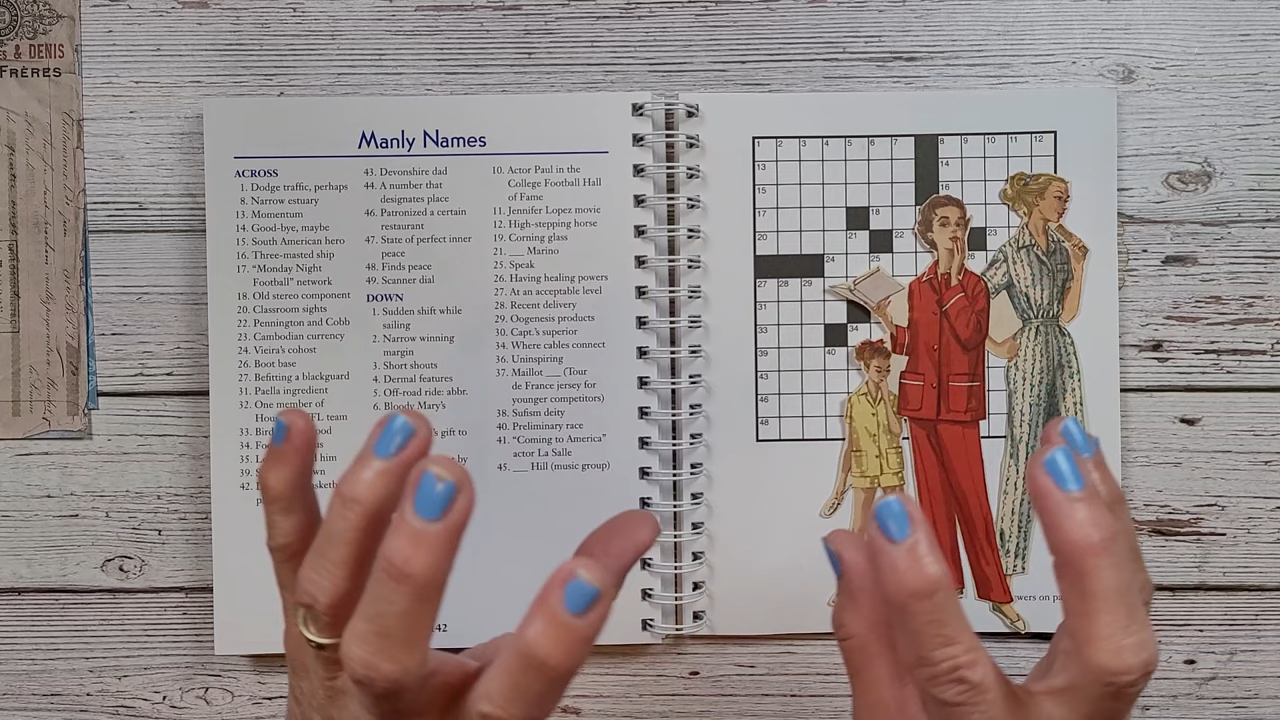 & DENIS
FRÈRES
Manly Names
ACROSS
1. Dodge traffic, perhaps
8. Narrow estuary
13. Momentum
14. Good-bye, maybe
15. South American hero
16. Three-masted ship
17. “Monday Night
Football” network
18. Old stereo component
20. Classroom sights
22. Pennington and Cobb
23. Cambodian currency
24. Vieira’s cohost
26. Boot base
27. Befitting a blackguard
31. Paella ingredient
32. One member of
FL team
33. Bird
34.
35. him
39.
42.
43. Devonshire dad
44. A number that
designates place
46. Patronized a certain
restaurant
47. State of perfect inner
peace
48. Finds peace
49. Scanner dial
DOWN
1. Sudden shift while
sailing
2. Narrow winning
margin
3. Short shouts
4. Dermal features
5. Off-road ride: abbr.
6. Bloody Mary’s
gift to
by
10. Actor Paul in the
College Football Hall
of Fame
11. Jennifer Lopez movie
12. High-stepping horse
19. Corning glass
21. ___ Marino
25. Speak
26. Having healing powers
27. At an acceptable level
28. Recent delivery
29. Oogenesis products
30. Capt.’s superior
34. Where cables connect
36. Uninspiring
37. Maillot ___ (Tour
de France jersey for
younger competitors)
38. Sufism deity
40. Preliminary race
41. “Coming to America”
actor La Salle
45. ___ Hill (music group)
42
1 2 3 4 5 6 7 8 9 10 11 12
13 14
15 16
17 18
20 21 22 23
24 25 26
27 28 29
31
33 34
39 40
43
46
48
wers on pa